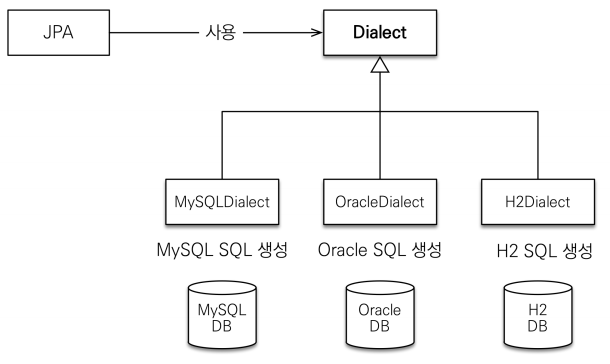 JPA
사용
Dialect
MySQLDialect
OracleDialect
H2Dialect
MySQL SQL 생성
Oracle SQL 생성
H2 SQL 생성
MySQL
DB
Oracle
DB
H2
DB